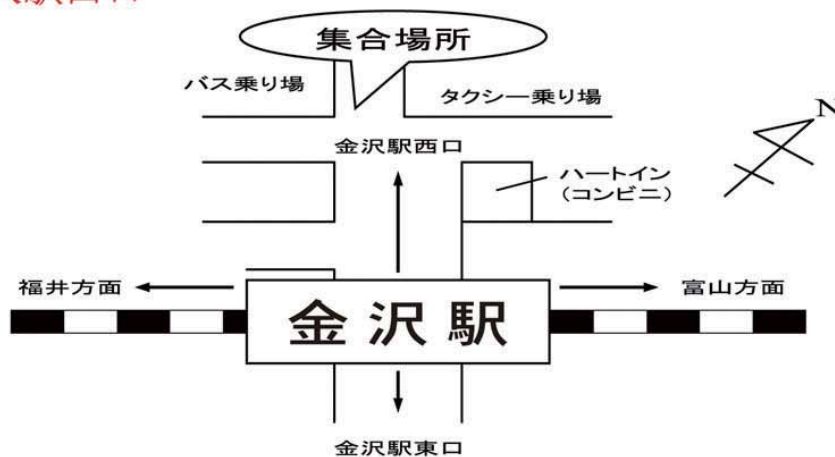 集合場所
バス乗り場
タクシー乗り場
N
金沢駅西口
ハートイン
(コンビニ)
福井方面
富山方面
金沢駅
金沢駅東口